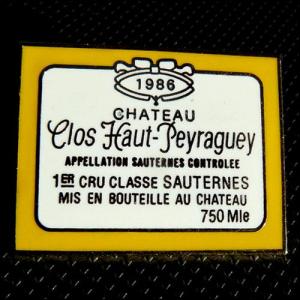 1986
CHATEAU
Clos Haut-Peyraguey
APPELLATION SAUTERNES CONTROLEE
1ER CRU CLASSE SAUTERNES
MIS EN BOUTEILLE AU CHATEAU
750 Mle